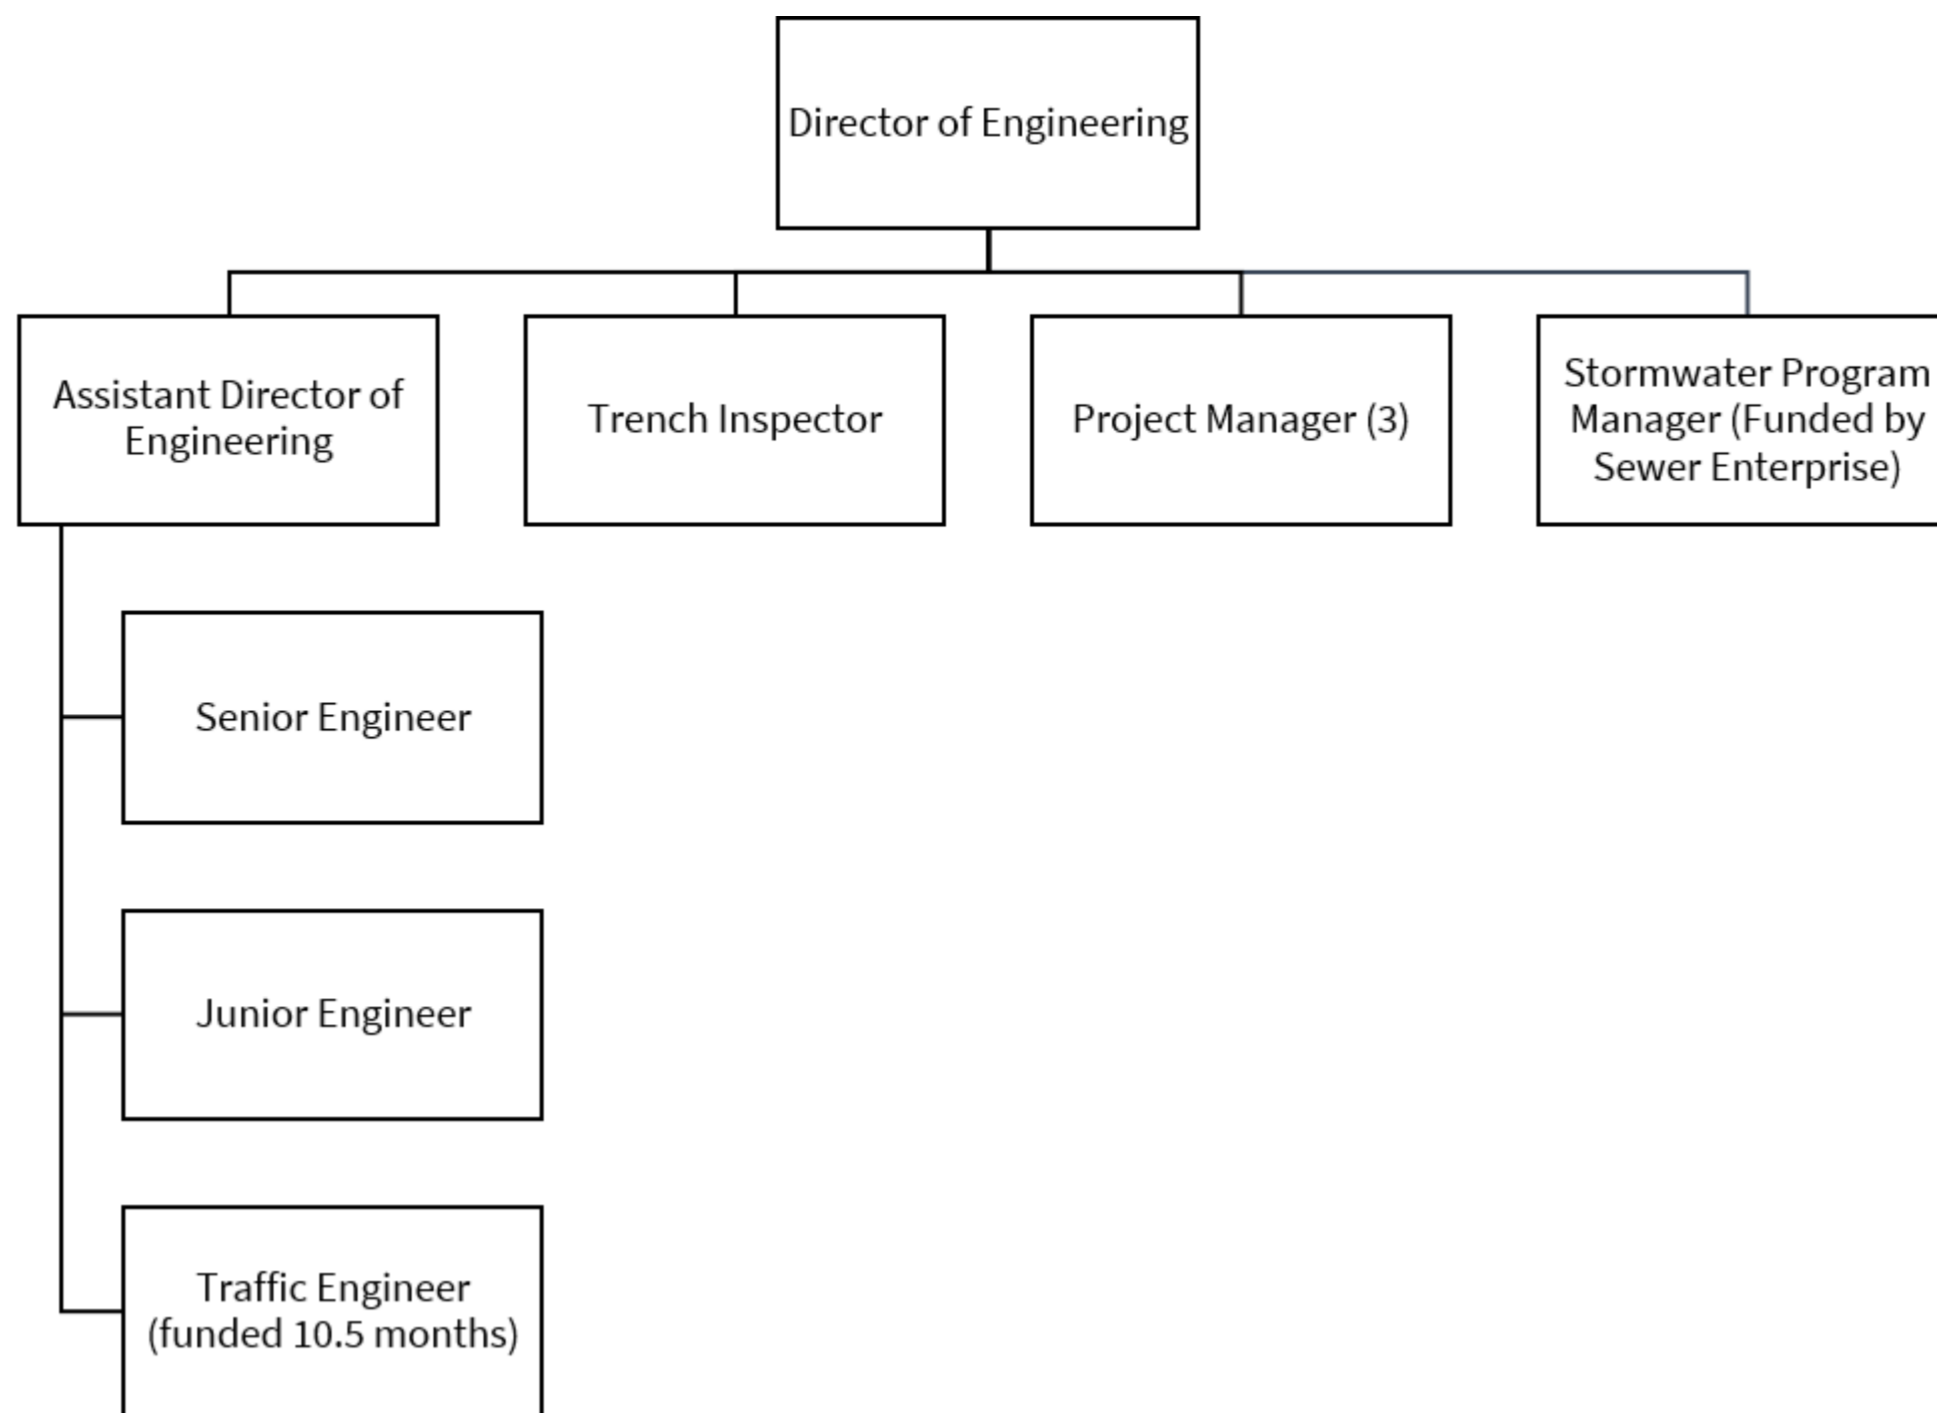 Director of Engineering
Assistant Director of
Engineering
Trench Inspector
Project Manager (3)
Stormwater Program
Manager (Funded by
Sewer Enterprise)
Senior Engineer
Junior Engineer
Traffic Engineer
(funded 10.5 months)